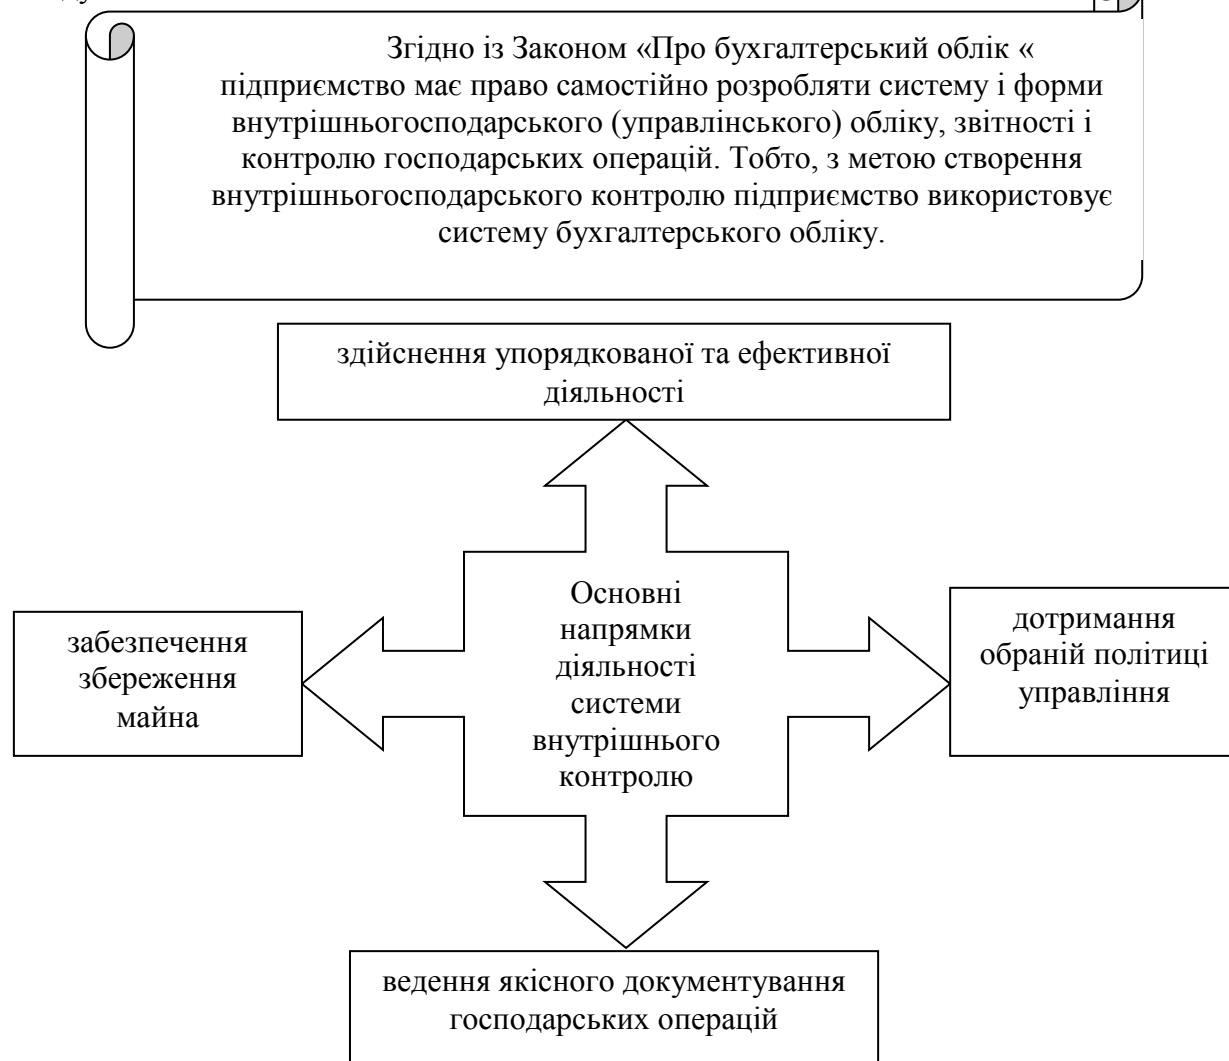 Згідно із Законом «Про бухгалтерський облік «
підприємство має право самостійно розробляти систему і форми
внутрішньогосподарського (управлінського) обліку, звітності і
контролю господарських операцій. Тобто, з метою створення
внутрішньогосподарського контролю підприємство використовує
систему бухгалтерського обліку.
здійснення упорядкованої та ефективної
діяльності
Основні
напрямки
діяльності
системи
внутрішнього
контролю
забезпечення
збереження
майна
дотримання
обраній політиці
управління
ведення якісного документування
господарських операцій